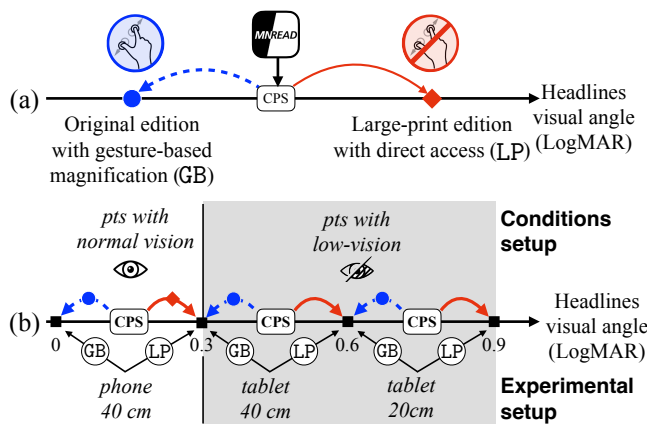 MNREAD
(a)
CPS
Headlines
visual angle
(LogMAR)
Original edition
with gesture-based
magnification (GB)
Large-print edition
with direct access (LP)
pts with
normal vision
pts with
low-vision
Conditions
setup
(b)
CPS
CPS
CPS
Headlines
visual angle
(LogMAR)
0
0.3
0.6
0.9
GB
LP
GB
LP
GB
LP
phone
40 cm
tablet
40 cm
tablet
20cm
Experimental
setup